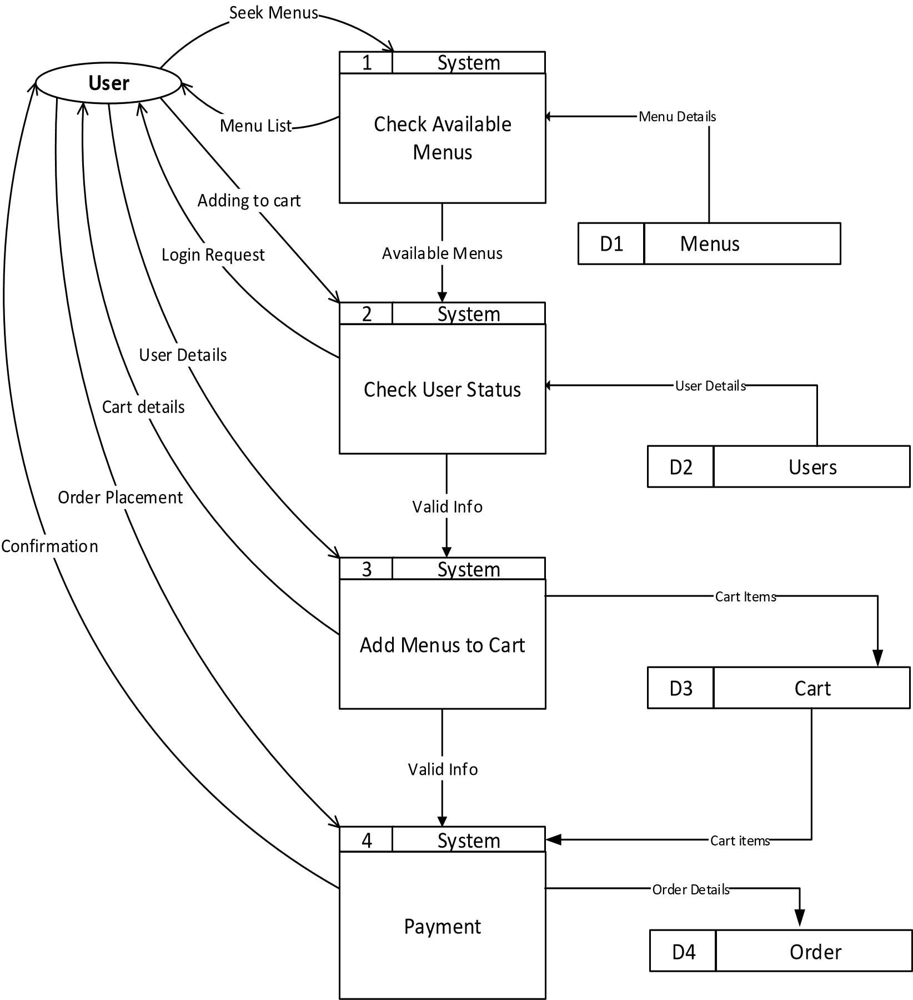 Seek Menus
1 System
User
Menu Details
Check Available
Menus
Menu List
Adding to cart
D1 Menus
Login Request
Available Menus
2 System
User Details
Check User Status
User Details
Cart details
D2 Users
Order Placement
Valid Info
Confirmation
3 System
Cart Items
Add Menus to Cart
D3 Cart
Valid Info
4 System
Cart items
Order Details
Payment
D4 Order